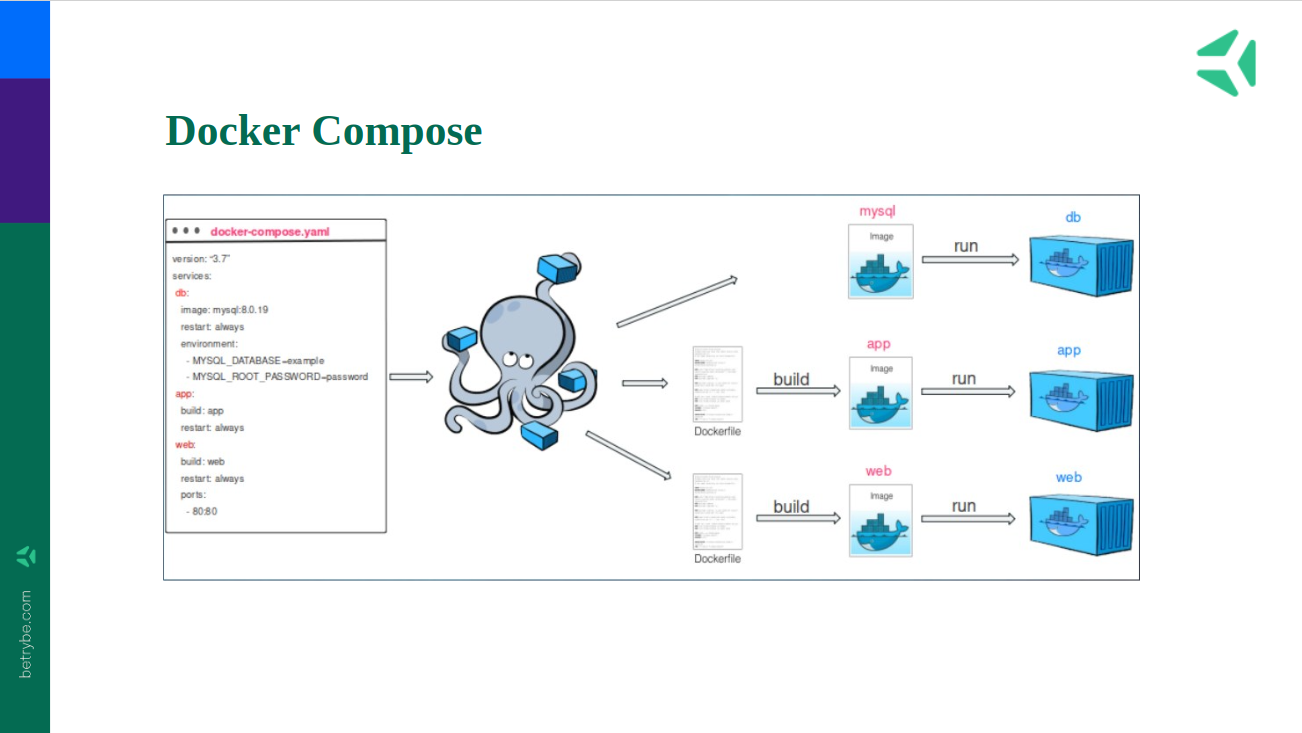 Docker Compose
docker-compose.yaml
version: "3.7"
services:
db:
image: mysql:8.0.19
restart: always
environment:
- MYSQL_DATABASE=example
- MYSQL_ROOT_PASSWORD=password
app:
build: app
restart: always
web:
build: web
restart: always
ports:
- 80:80
mysql
Image
run
db
Dockerfile
build
app
Image
run
app
Dockerfile
build
web
Image
run
web
betrybe.com